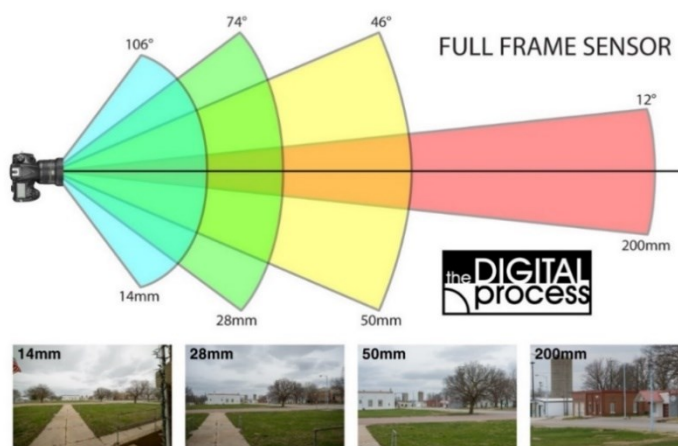 106°
74°
46°
FULL FRAME SENSOR
12°
200mm
the DIGITAL
process
14mm
28mm
50mm
14mm
28mm
50mm
200mm